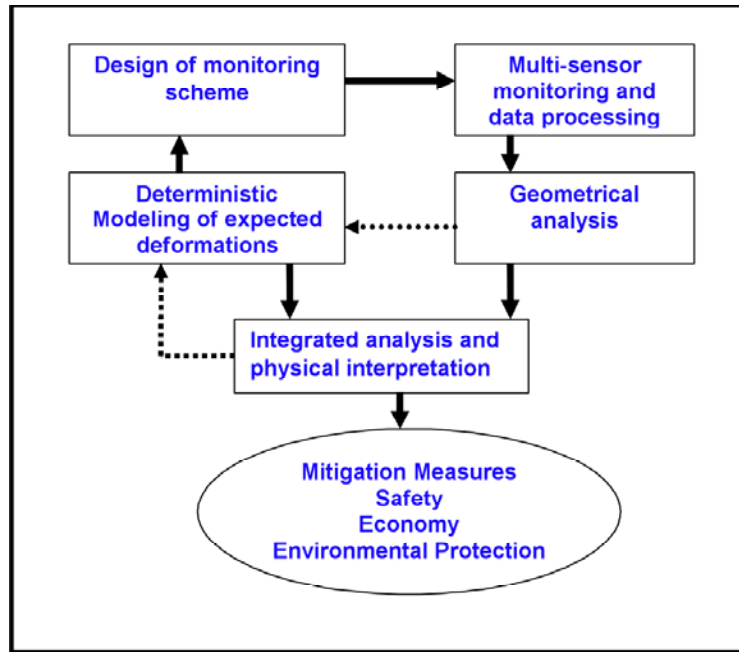 Design of monitoring
scheme
Multi-sensor
monitoring and
data processing
Deterministic
Modeling of expected
deformations
Geometrical
analysis
Integrated analysis and
physical interpretation
Mitigation Measures
Safety
Economy
Environmental Protection